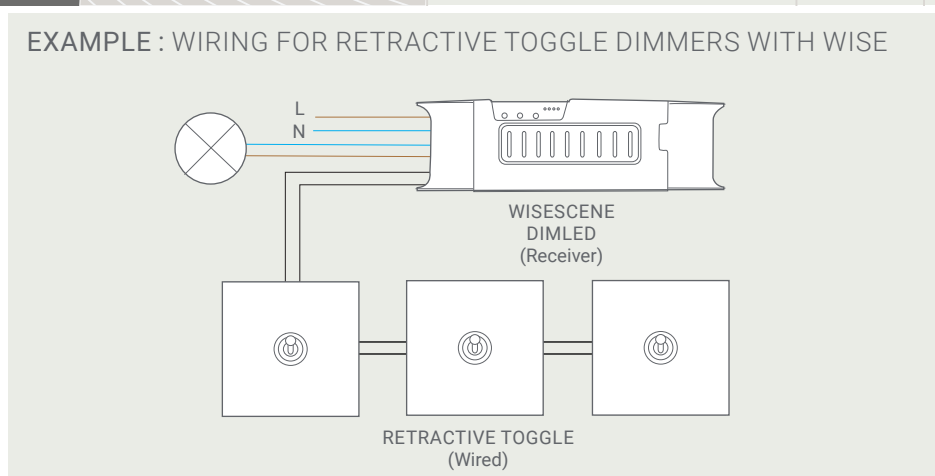 EXAMPLE : WIRING FOR RETRACTIVE TOGGLE DIMMERS WITH WISE
L
N
WISESCENE
DIMLED
(Receiver)
RETRACTIVE TOGGLE
(Wired)